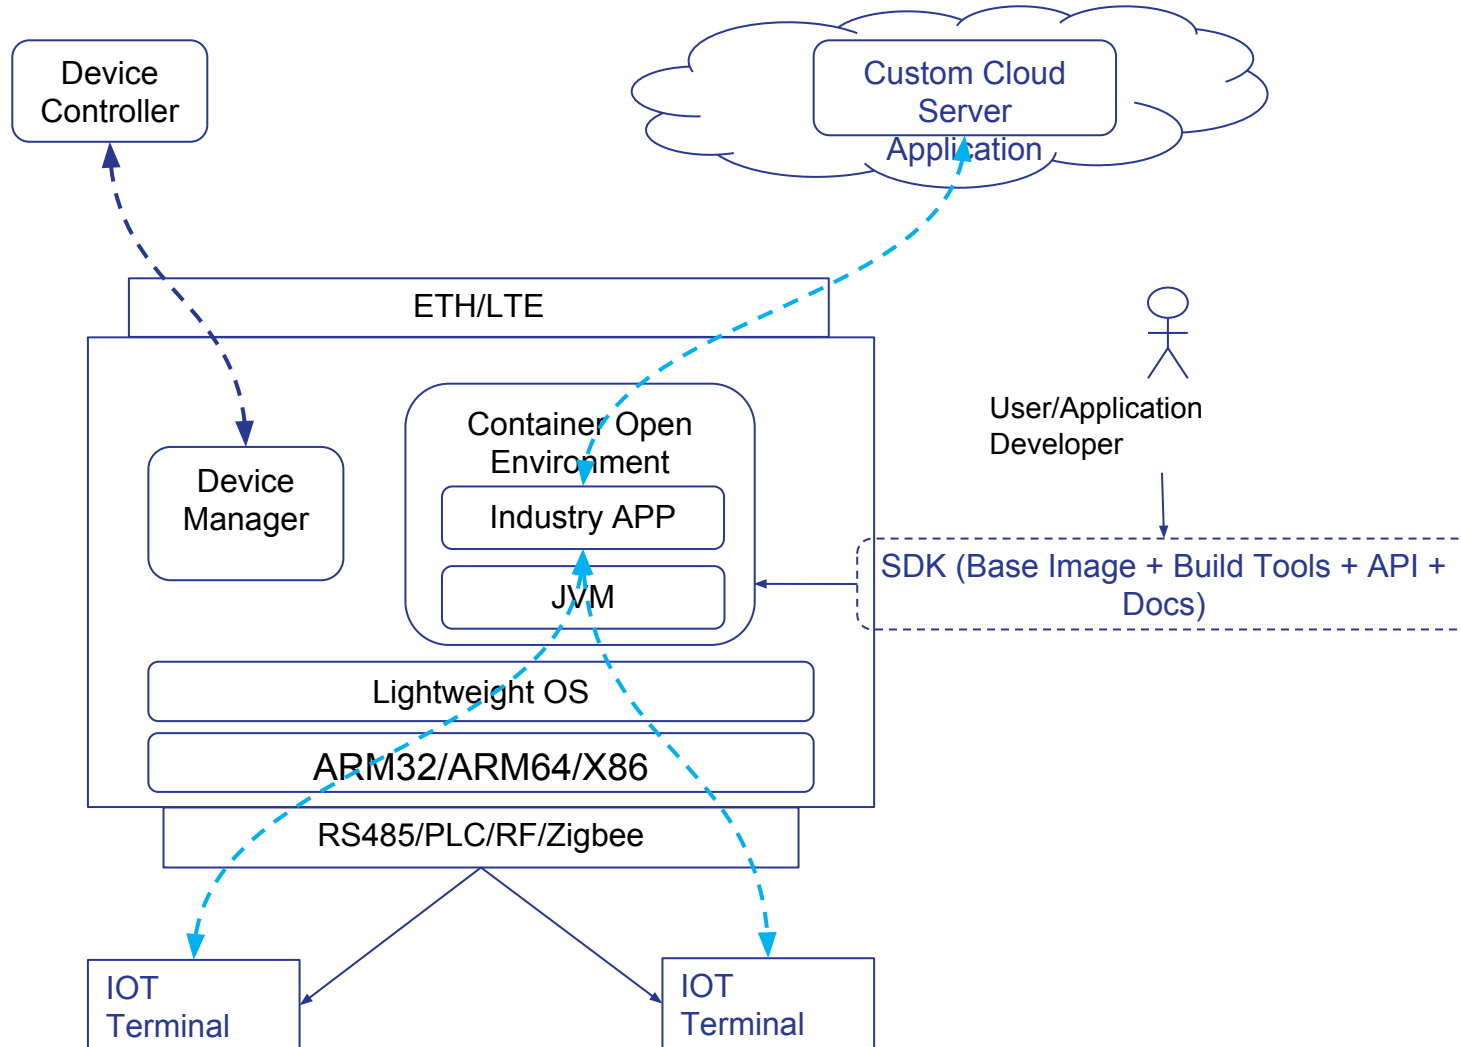 Device
Controller
Custom Cloud
Server
Application
ETH/LTE
Container Open
Environment
Device
Manager
Industry APP
JVM
User/Application
Developer
SDK (Base Image + Build Tools + API +
Docs)
Lightweight OS
ARM32/ARM64/X86
RS485/PLC/RF/Zigbee
IOT
Terminal
IOT
Terminal